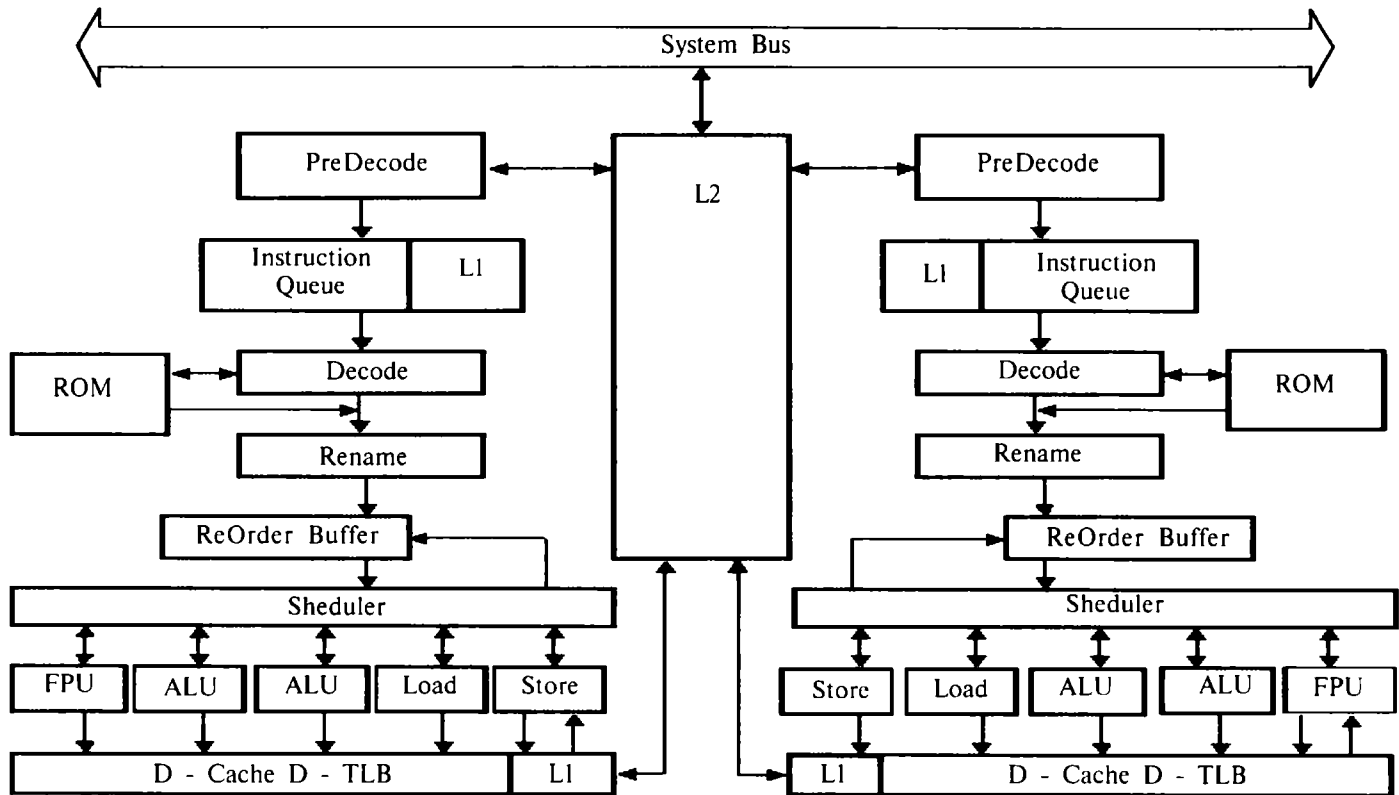 System Bus
PreDecode
L2
PreDecode
Instruction
Queue
L1
L1
Instruction
Queue
ROM
Decode
Decode
ROM
Rename
Rename
ReOrder Buffer
ReOrder Buffer
Sheduler
Sheduler
FPU
ALU
ALU
Load
Store
Store
Load
ALU
ALU
FPU
D - Cache D - TLB
L1
L1
D - Cache D - TLB